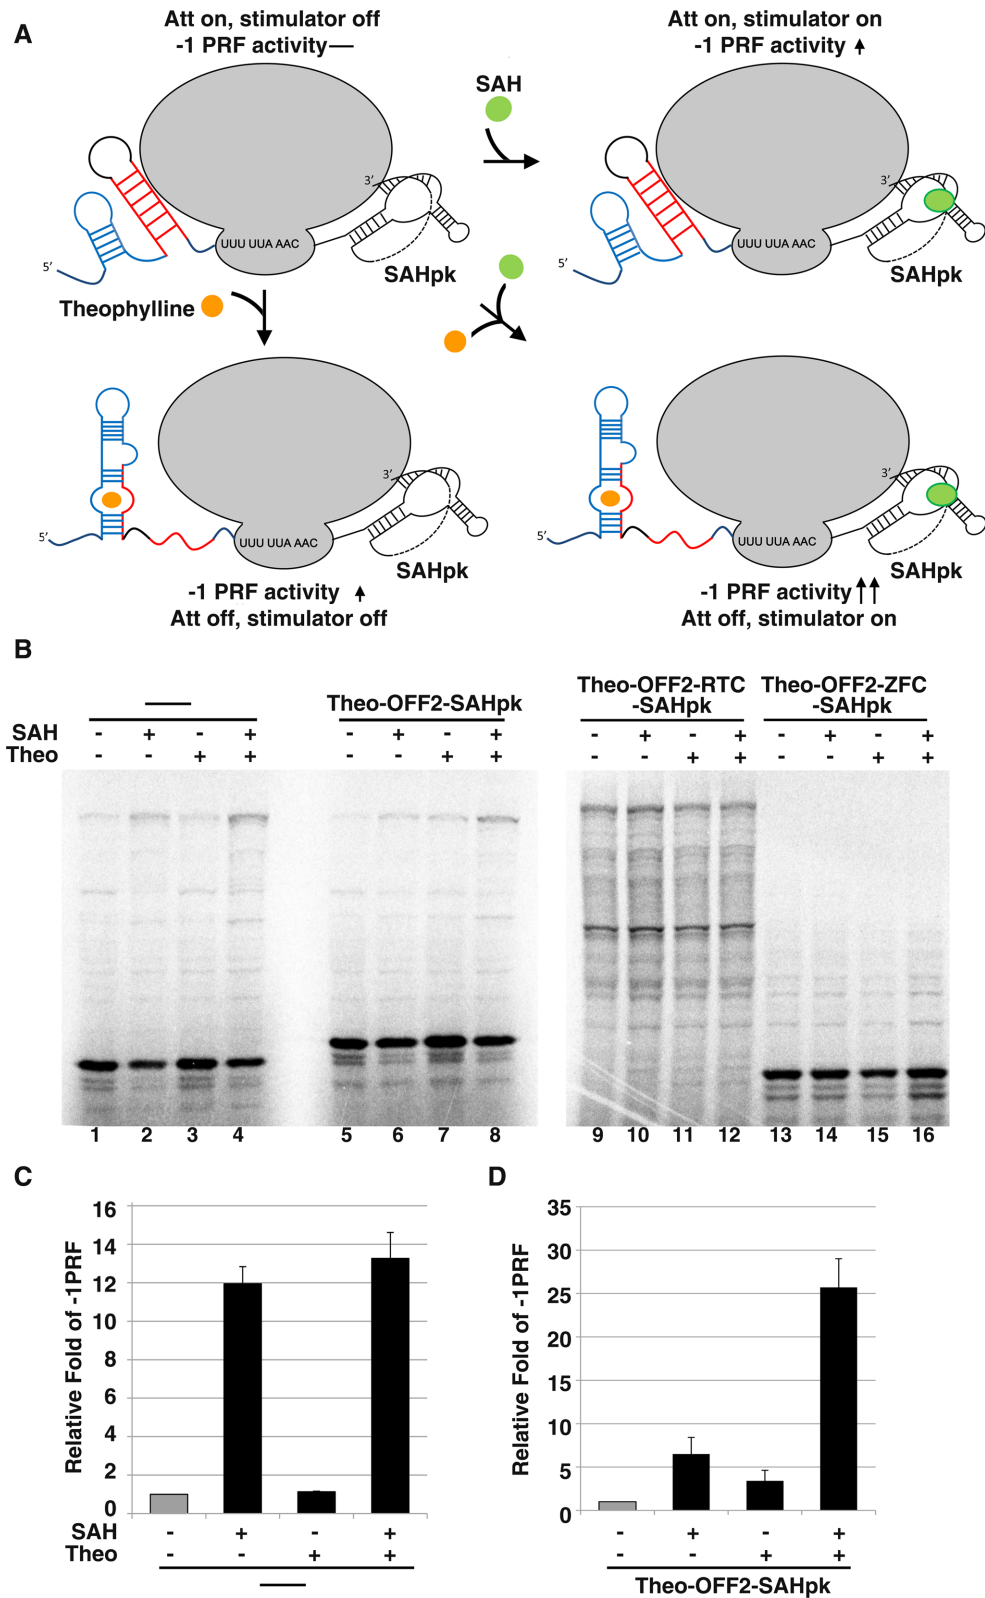 A
Att on, stimulator off
-1 PRF activity —
Att on, stimulator on
-1 PRF activity ↑
SAH
3’
UUU UUA AAC
5’
SAHpk
3’
UUU UUA AAC
5’
SAHpk
Theophylline
3’
UUU UUA AAC
5’
SAHpk
-1 PRF activity ↑
Att off, stimulator off
3’
UUU UUA AAC
5’
SAHpk
-1 PRF activity ↑↑
Att off, stimulator on
B
— Theo-OFF2-SAHpk Theo-OFF2-RTC-SAHpk Theo-OFF2-ZFC-SAHpk
SAH - + - + - + - + - + - + - + - +
Theo - - + + - - + + - - + + - - + +
1 2 3 4 5 6 7 8 9 10 11 12 13 14 15 16
C
Relative Fold of -1PRF
16
14
12
10
8
6
4
2
0
SAH - + - +
Theo - - + +
—
D
Relative Fold of -1PRF
35
30
25
20
15
10
5
0
- + - +
- - + +
Theo-OFF2-SAHpk